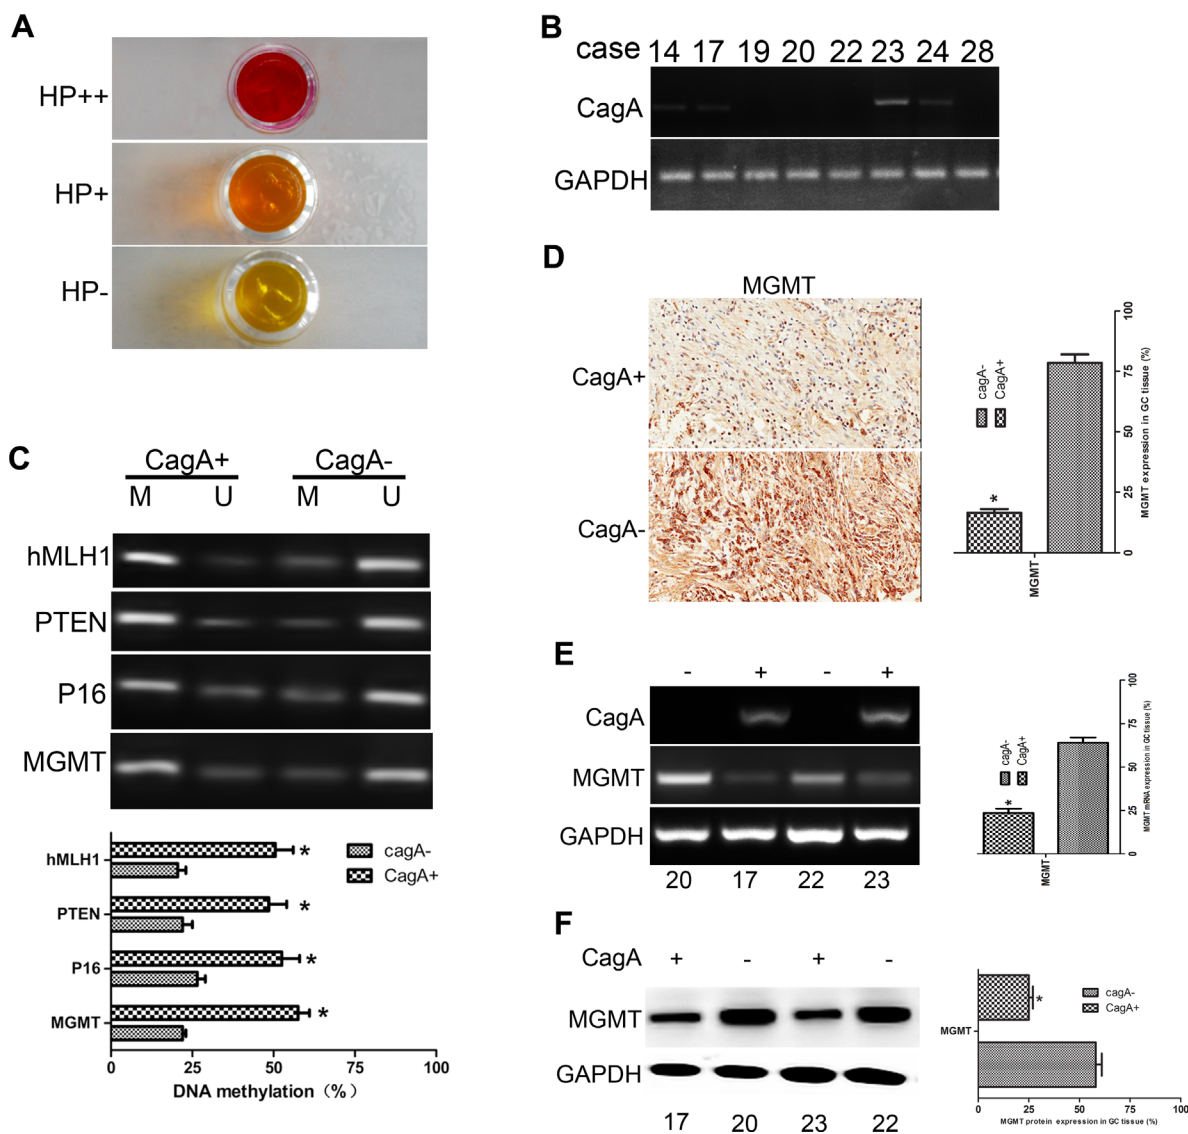 A
HP++
HP+
HP-
B
case 14 17 19 20 22 23 24 28
CagA
GAPDH
C
CagA+ CagA-
M U M U
hMLH1
PTEN
P16
MGMT
hMLH1
PTEN
P16
MGMT
*
*
*
*
cagA-
CagA+
0 25 50 75 100
DNA methylation (%)
D
MGMT
CagA+
CagA-
cagA-
CagA+
*
MGMT
0 25 50 75 100
MGMT expression in GC tissue (%)
E
- + - +
CagA
MGMT
GAPDH
20 17 22 23
cagA-
CagA+
*
MGMT
0 25 50 75 100
MGMT mRNA expression in GC tissue (%)
F
CagA + - + -
MGMT
GAPDH
17 20 23 22
MGMT
*
cagA-
CagA+
0 25 50 75 100
MGMT protein expression in GC tissue (%)